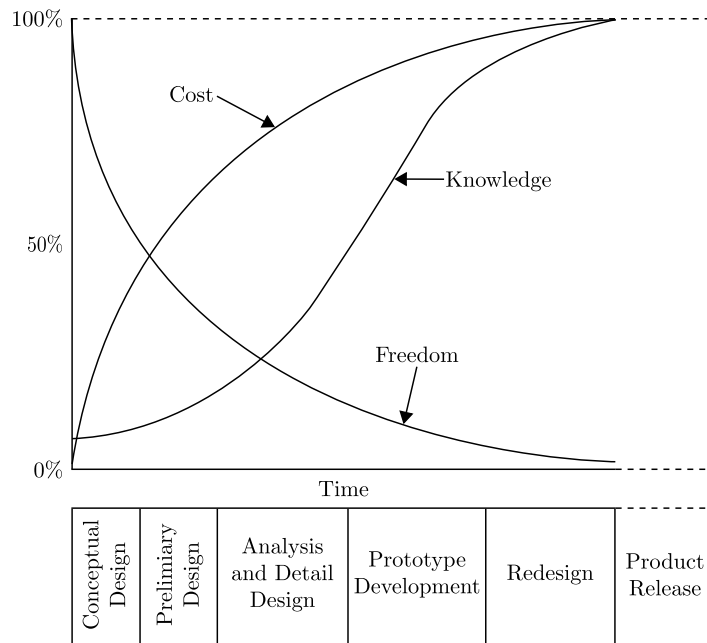 100%
Cost
Knowledge
50%
Freedom
0%
Time
Conceptual
Design
Prelimiary
Design
Analysis
and Detail
Design
Prototype
Development
Redesign
Product
Release